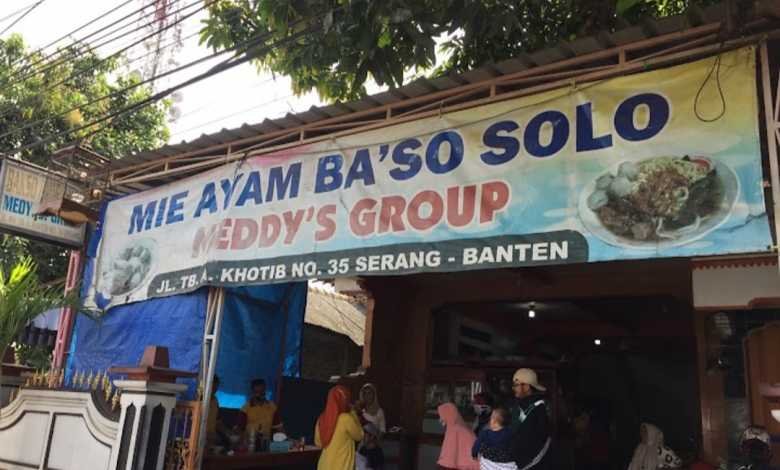 MIE AYAM BA'SO SOLO
MEDDY'S GROUP
JL. TB. A. KHOTIB NO. 35 SERANG - BANTEN